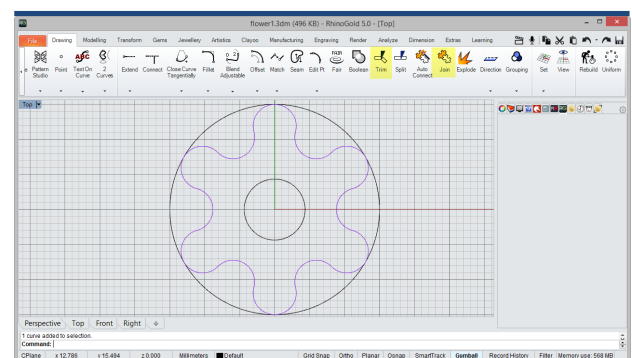 flower1.3dm (496 KB) - RhinoGold 5.0 - [Top]
File Drawing Modelling Transform Gems Jewellery Artistics Clayoo Manufacturing Engraving Render Analyze Dimension Extras Learning
e Pattern Studio Point Text On Curve 2 Curves Extend Connect Close Curve Tangentially Fillet Blend Adjustable Offset Match Seam Edit Pt Fair Boolean Trim Split Auto Connect Join Explode Direction Grouping Set View Rebuild Uniform
Top
Perspective Top Front Right
1 curve added to selection.
Command:
CPlane x 12.786 y 15.494 z 0.000 Millimeters Default Grid Snap Ortho Planar Osnap SmartTrack Gumball Record History Filter Memory use: 568 MB